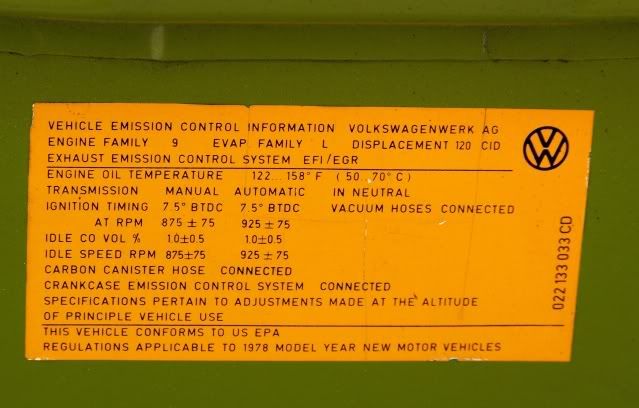 VEHICLE EMISSION CONTROL INFORMATION VOLKSWAGENWERK AG
ENGINE FAMILY 9 EVAP FAMILY L DISPLACEMENT 120 CID
EXHAUST EMISSION CONTROL SYSTEM EFI/EGR
ENGINE OIL TEMPERATURE 122...158° F (50...70° C)
TRANSMISSION MANUAL AUTOMATIC IN NEUTRAL
IGNITION TIMING 7.5° BTDC 7.5° BTDC VACUUM HOSES CONNECTED
AT RPM 875 ± 75 925 ± 75
IDLE CO VOL % 1.0±0.5 1.0±0.5
IDLE SPEED RPM 875±75 925 ± 75
CARBON CANISTER HOSE CONNECTED
CRANKCASE EMISSION CONTROL SYSTEM CONNECTED
SPECIFICATIONS PERTAIN TO ADJUSTMENTS MADE AT THE ALTITUDE
OF PRINCIPLE VEHICLE USE
THIS VEHICLE CONFORMS TO US EPA
REGULATIONS APPLICABLE TO 1978 MODEL YEAR NEW MOTOR VEHICLES
VW
022 133 033 CD